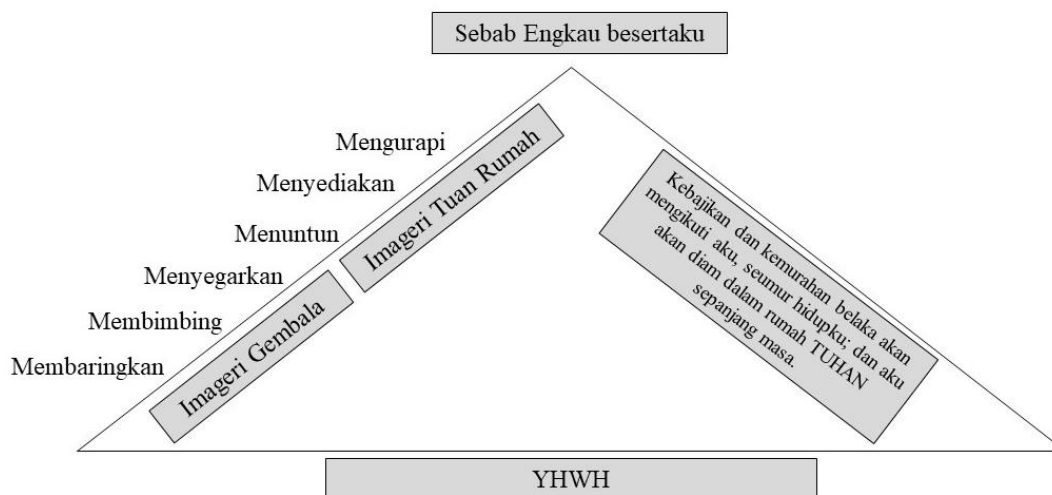 Sebab Engkau besertaku
Mengurapi
Menyediakan
Menuntun
Menyegarkan
Membimbing
Membaringkan
Imageri Tuan Rumah
Imageri Gembala
Kebajikan dan kemurahan belaka akan
mengikuti aku, seumur hidupku; dan aku
akan diam dalam rumah TUHAN
sepanjang masa.
YHWH